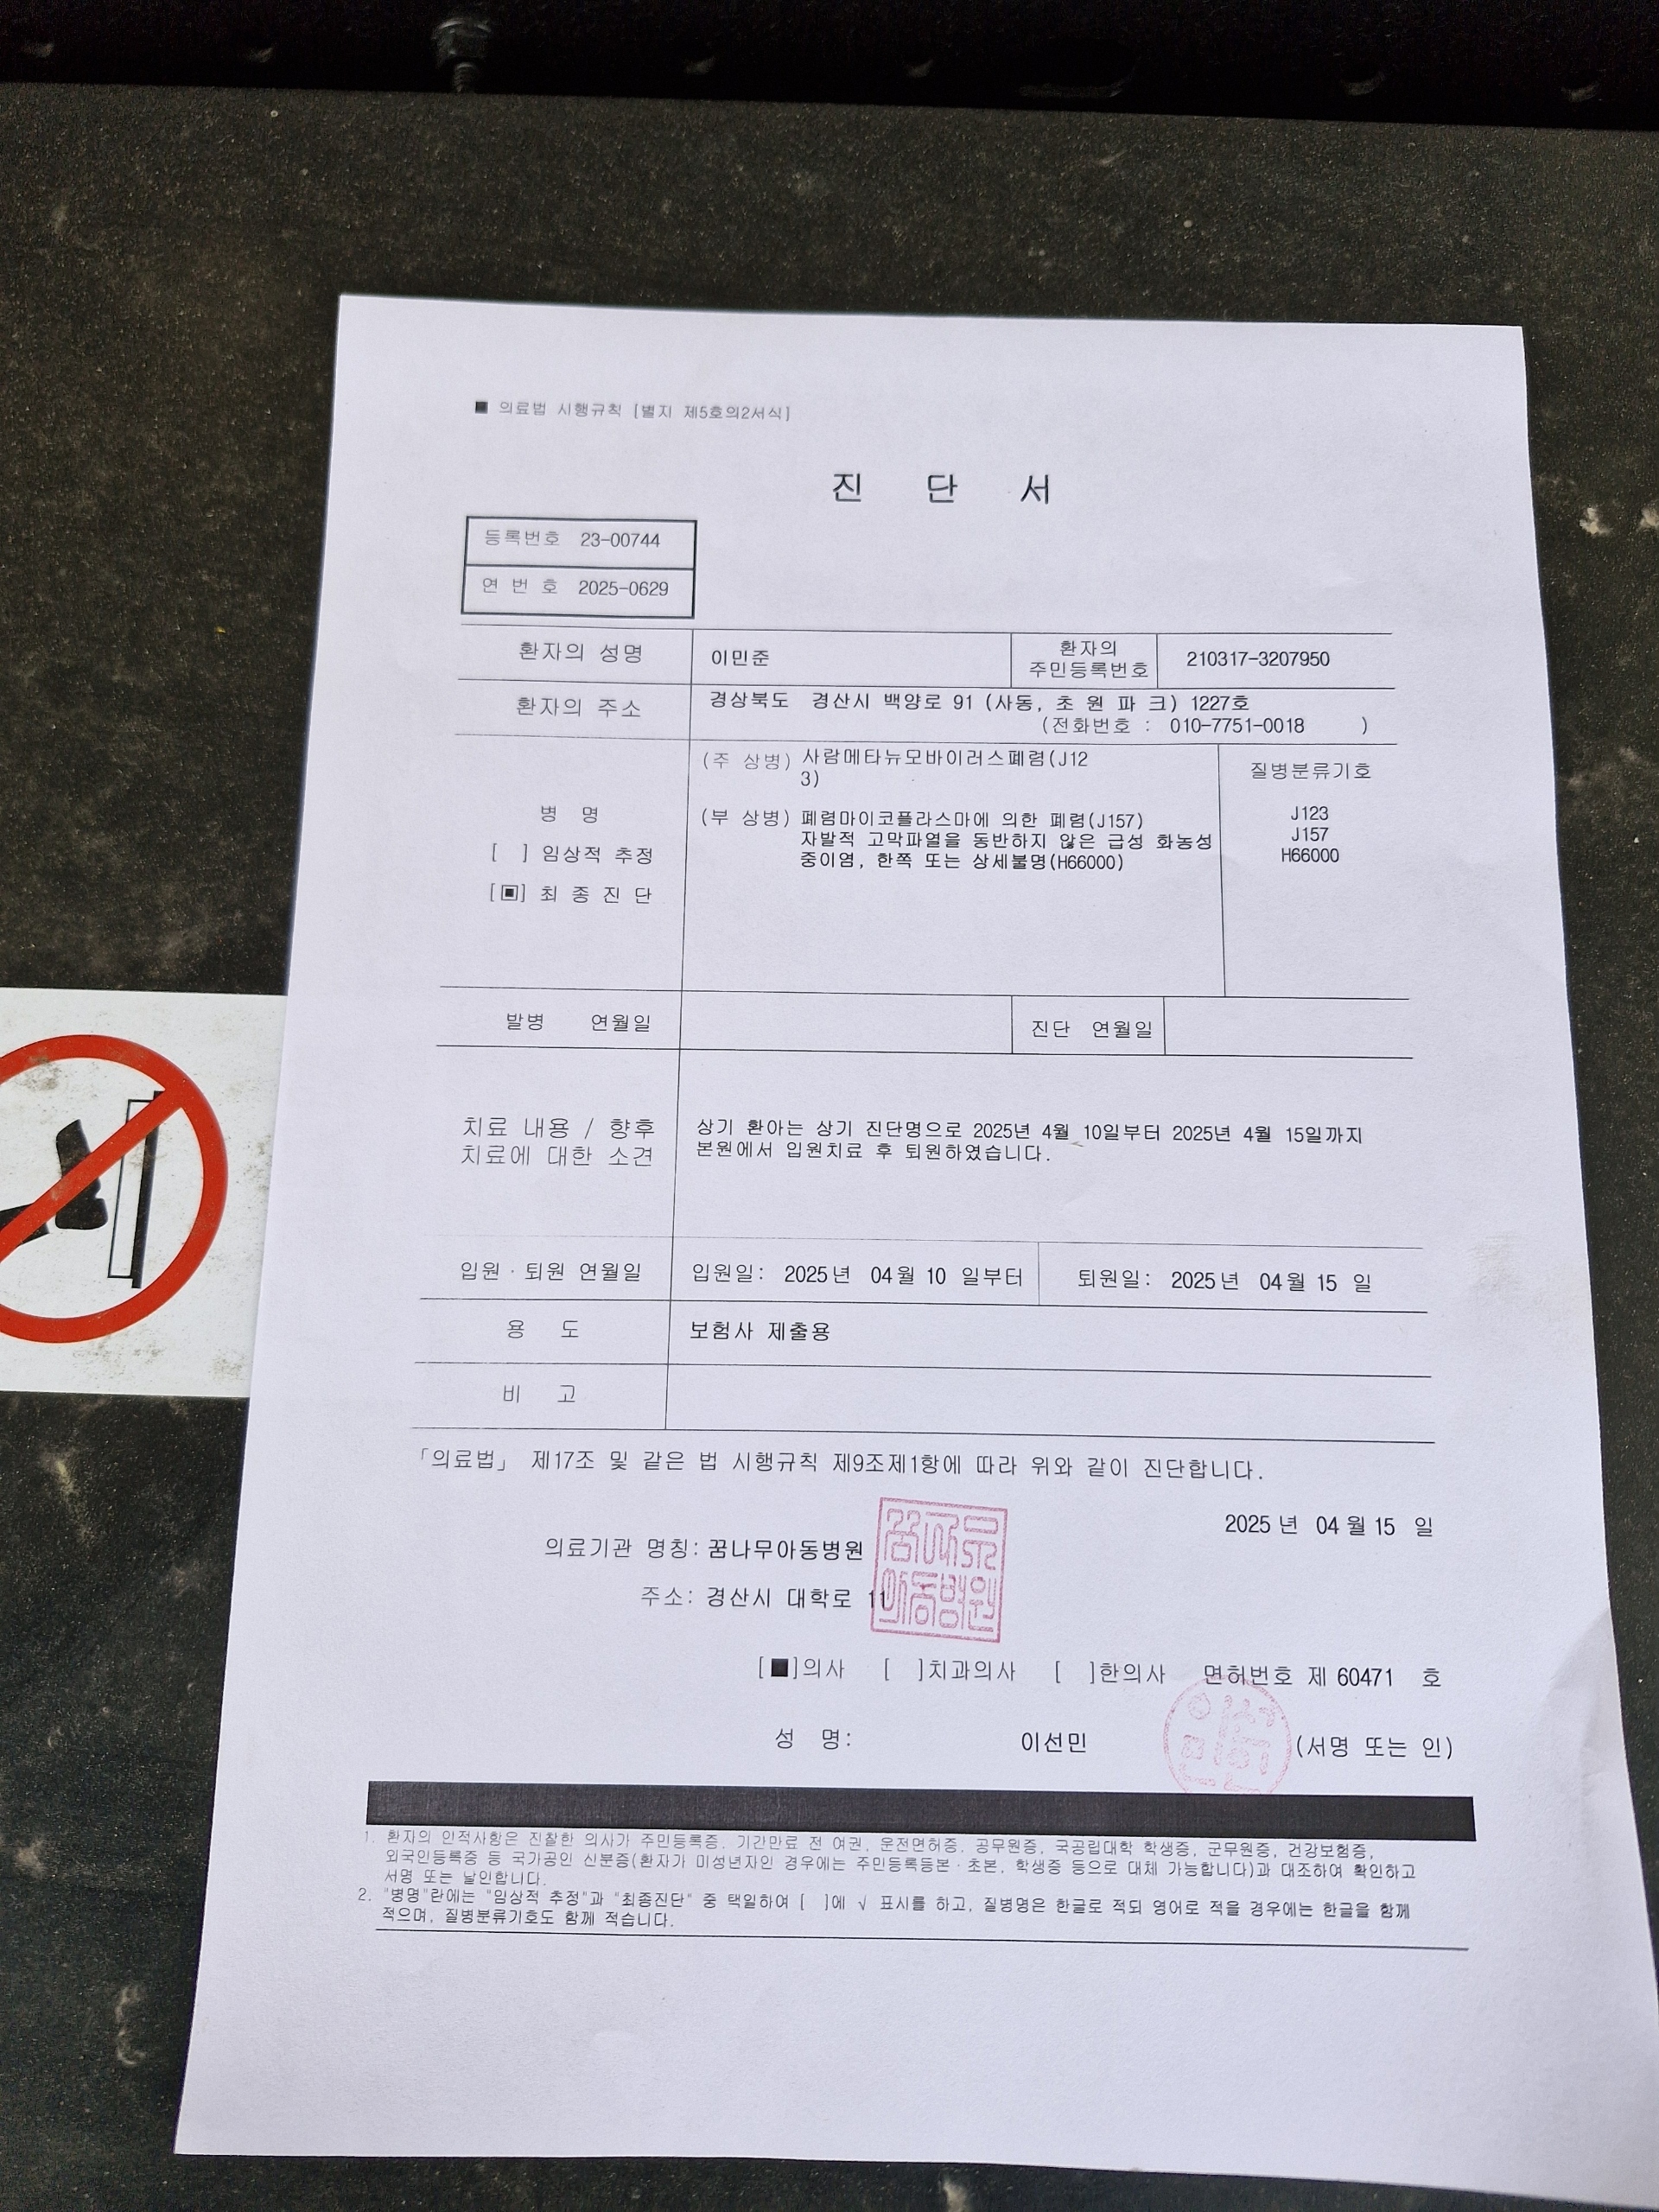 ■ 의료법 시행규칙 [별지 제5호의2서식]
진 단 서
등록번호 23-00744
연 번 호 2025-0629
환자의 성명 이민준 환자의 주민등록번호 210317-3207950
환자의 주소 경상북도 경산시 백양로 91 (사동, 초 원 파 크) 1227호
(전화번호 : 010-7751-0018 )
병 명
[ ] 임상적 추정
[▣] 최 종 진 단
(주 상병) 사람메타뉴모바이러스폐렴(J12
3)
(부 상병) 폐렴마이코플라스마에 의한 폐렴(J157)
자발적 고막파열을 동반하지 않은 급성 화농성
중이염, 한쪽 또는 상세불명(H66000)
질병분류기호
J123
J157
H66000
발병 연월일 진단 연월일
치료 내용 / 향후
치료에 대한 소견
상기 환아는 상기 진단명으로 2025년 4월 10일부터 2025년 4월 15일까지
본원에서 입원치료 후 퇴원하였습니다.
입원 · 퇴원 연월일 입원일: 2025년 04월 10 일부터 퇴원일: 2025년 04월 15 일
용 도 보험사 제출용
비 고
「의료법」 제17조 및 같은 법 시행규칙 제9조제1항에 따라 위와 같이 진단합니다.
2025 년 04 월 15 일
의료기관 명칭: 꿈나무아동병원
꿈나무
아동병원
주소: 경산시 대학로 11
[■]의사 [ ]치과의사 [ ]한의사 면허번호 제 60471 호
성 명: 이선민 (서명 또는 인)
1. 환자의 인적사항은 진찰한 의사가 주민등록증, 기간만료 전 여권, 운전면허증, 공무원증, 국공립대학 학생증, 군무원증, 건강보험증,
외국인등록증 등 국가공인 신분증(환자가 미성년자인 경우에는 주민등록등본 · 초본, 학생증 등으로 대체 가능합니다)과 대조하여 확인하고
서명 또는 날인합니다.
2. "병명"란에는 "임상적 추정"과 "최종진단" 중 택일하여 [ ]에 √ 표시를 하고, 질병명은 한글로 적되 영어로 적을 경우에는 한글을 함께
적으며, 질병분류기호도 함께 적습니다.